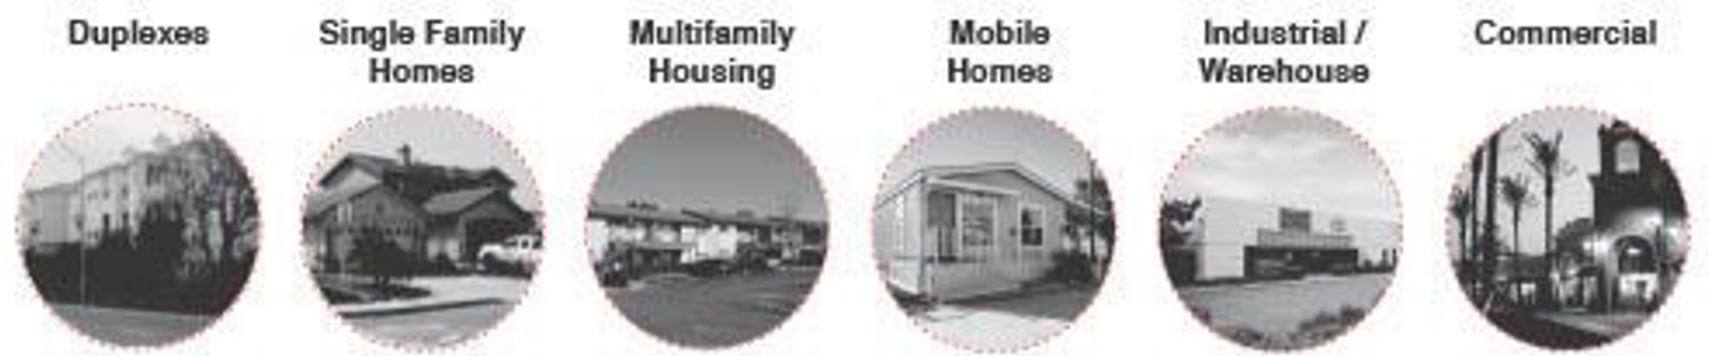 Duplexes
Single Family
Homes
Multifamily
Housing
Mobile
Homes
Industrial /
Warehouse
Commercial